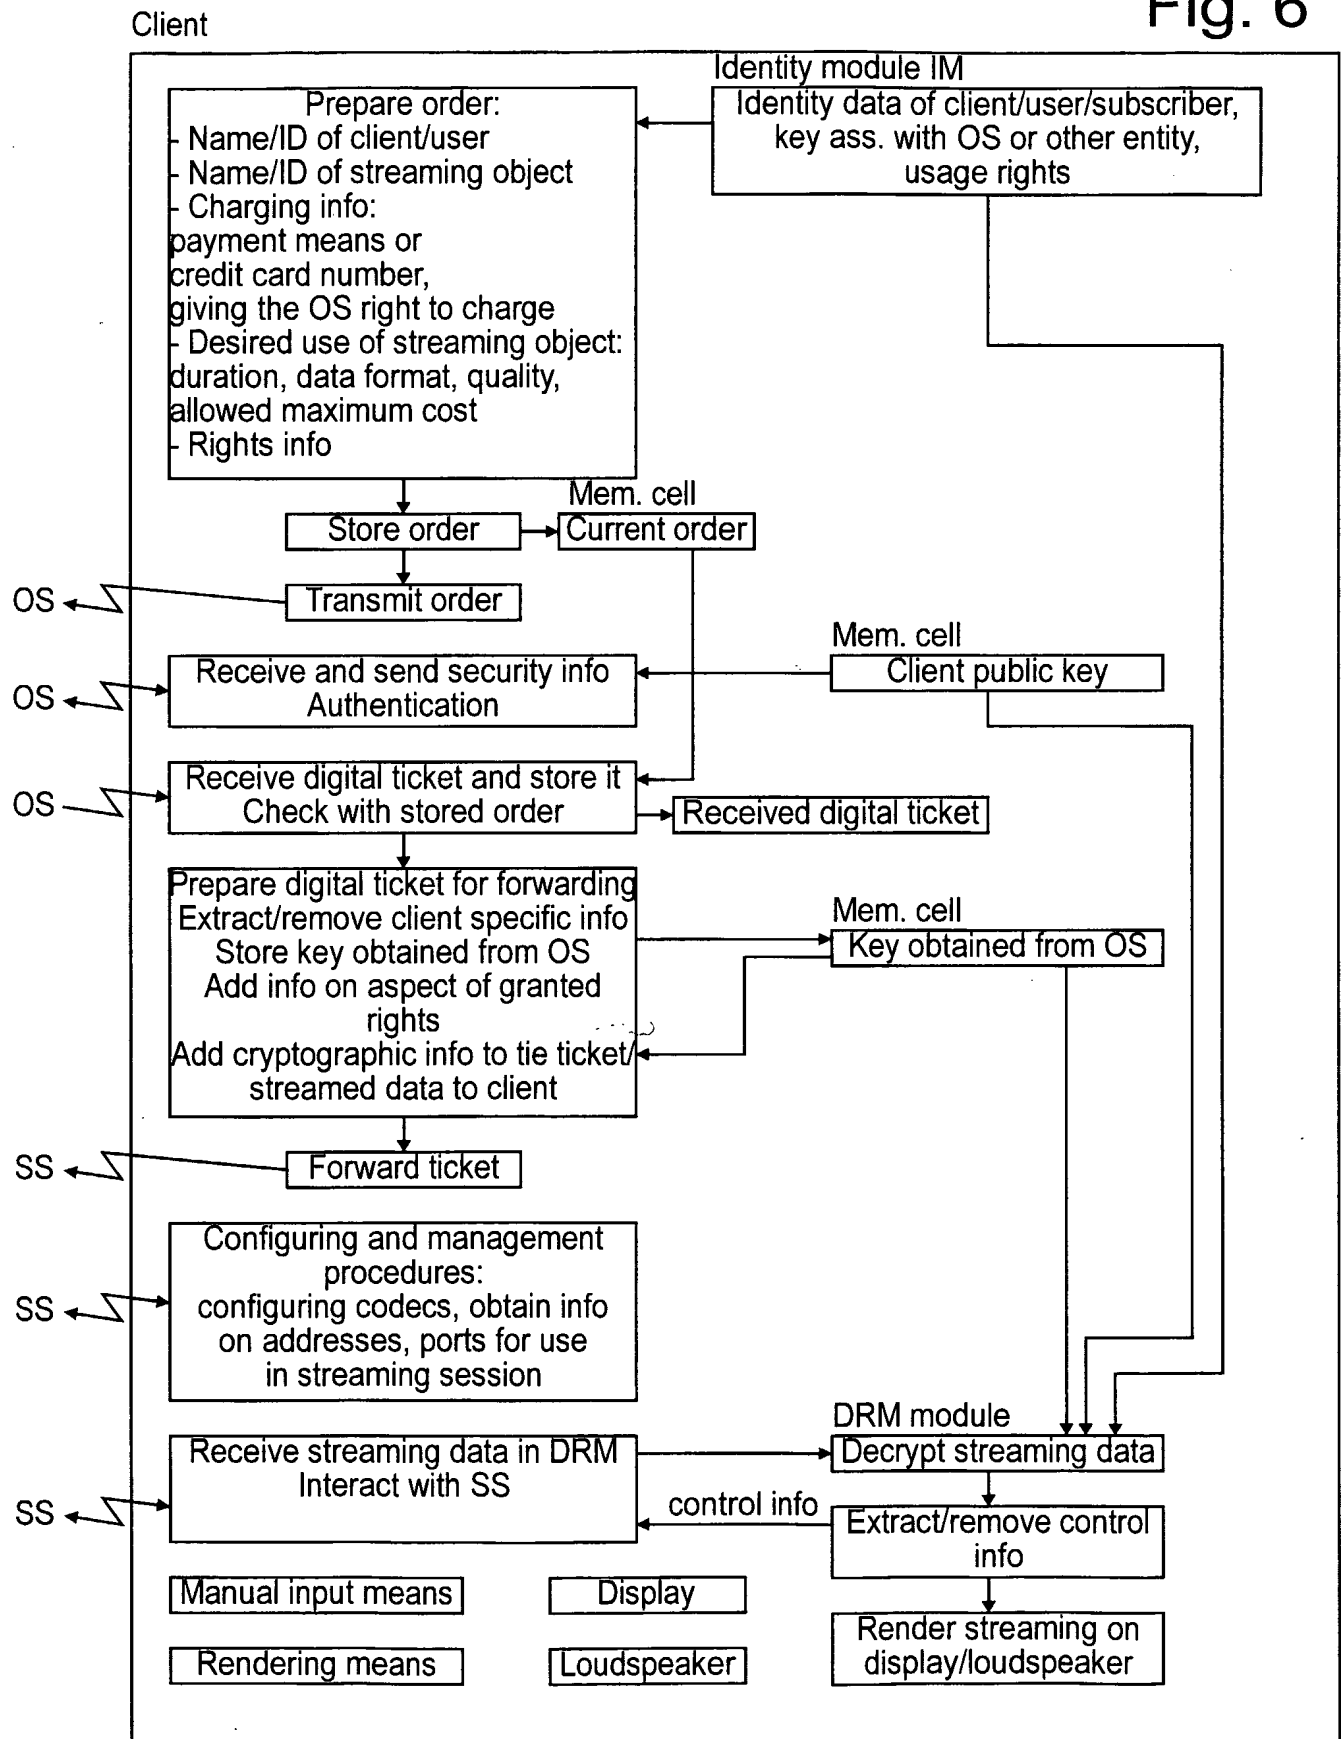 Fig. 6
Client
Identity module IM
Prepare order:
- Name/ID of client/user
- Name/ID of streaming object
- Charging info:
payment means or
credit card number,
giving the OS right to charge
- Desired use of streaming object:
duration, data format, quality,
allowed maximum cost
- Rights info
Identity data of client/user/subscriber,
key ass. with OS or other entity,
usage rights
Mem. cell
Store order
Current order
OS
Transmit order
Mem. cell
Client public key
OS
Receive and send security info
Authentication
OS
Receive digital ticket and store it
Check with stored order
Received digital ticket
Prepare digital ticket for forwarding
Extract/remove client specific info
Store key obtained from OS
Add info on aspect of granted
rights
Add cryptographic info to tie ticket/
streamed data to client
Mem. cell
Key obtained from OS
SS
Forward ticket
SS
Configuring and management
procedures:
configuring codecs, obtain info
on addresses, ports for use
in streaming session
DRM module
Decrypt streaming data
SS
Receive streaming data in DRM
Interact with SS
control info
Extract/remove control
info
Manual input means
Display
Render streaming on
display/loudspeaker
Rendering means
Loudspeaker